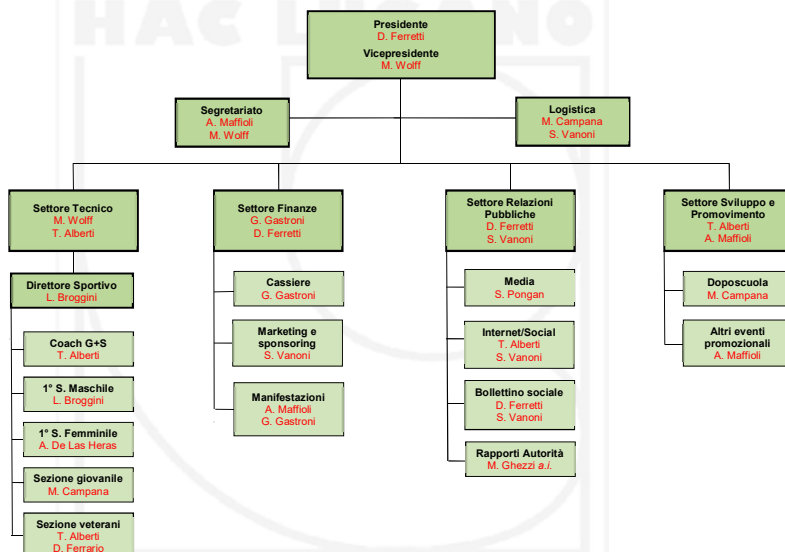 HAC LUGANO
Presidente
D. Ferretti
Vicepresidente
M. Wolff
Segretariato
A. Maffioli
M. Wolff
Logistica
M. Campana
S. Vanoni
Settore Tecnico
M. Wolff
T. Alberti
Direttore Sportivo
L. Broggini
Coach G+S
T. Alberti
1° S. Maschile
L. Broggini
1° S. Femminile
A. De Las Heras
Sezione giovanile
M. Campana
Sezione veterani
T. Alberti
D. Ferrario
Settore Finanze
G. Gastroni
D. Ferretti
Cassiere
G. Gastroni
Marketing e
sponsoring
S. Vanoni
Manifestazioni
A. Maffioli
G. Gastroni
Settore Relazioni
Pubbliche
D. Ferretti
S. Vanoni
Media
S. Pongan
Internet/Social
T. Alberti
S. Vanoni
Bollettino sociale
D. Ferretti
S. Vanoni
Rapporti Autorità
M. Ghezzi a.i.
Settore Sviluppo e
Promovimento
T. Alberti
A. Maffioli
Doposcuola
M. Campana
Altri eventi
promozionali
A. Maffioli